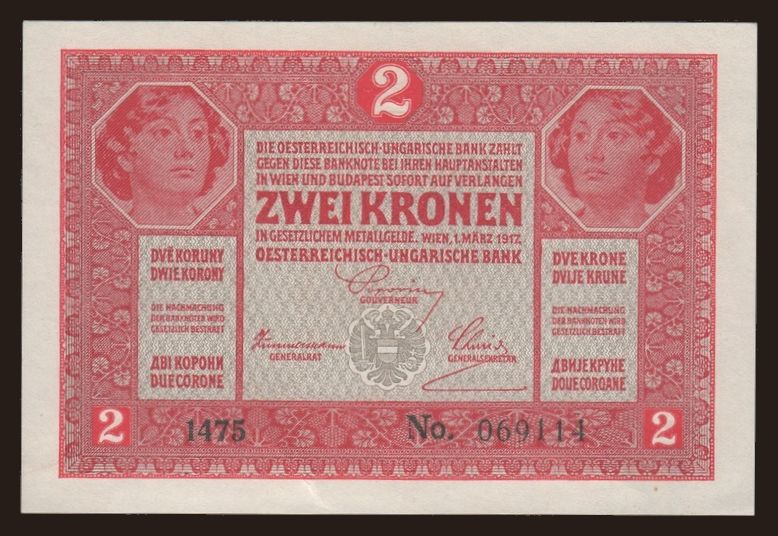 2
DIE OESTERREICHISCH-UNGARISCHE BANK ZAHLT
GEGEN DIESE BANKNOTE BEI IHREN HAUPTANSTALTEN
IN WIEN UND BUDAPEST SOFORT AUF VERLANGEN
ZWEI KRONEN
IN GESETZLICHEM METALLGELDE. WIEN, 1. MÄRZ 1917.
OESTERREICHISCH-UNGARISCHE BANK
GOUVERNEUR
GENERALRAT
GENERALSEKRETÄR
DVĚ KORUNY
DWIE KORONY
DIE NACHMACHUNG
DER BANKNOTEN WIRD
GESETZLICH BESTRAFT
ДВІ КОРОНИ
DUE CORONE
DVE KRONE
DVIJE KRUNE
DIE NACHMACHUNG
DER BANKNOTEN WIRD
GESETZLICH BESTRAFT
ДВИЈЕ КРУНЕ
DOUE COROANE
2
1475
No. 069114
2